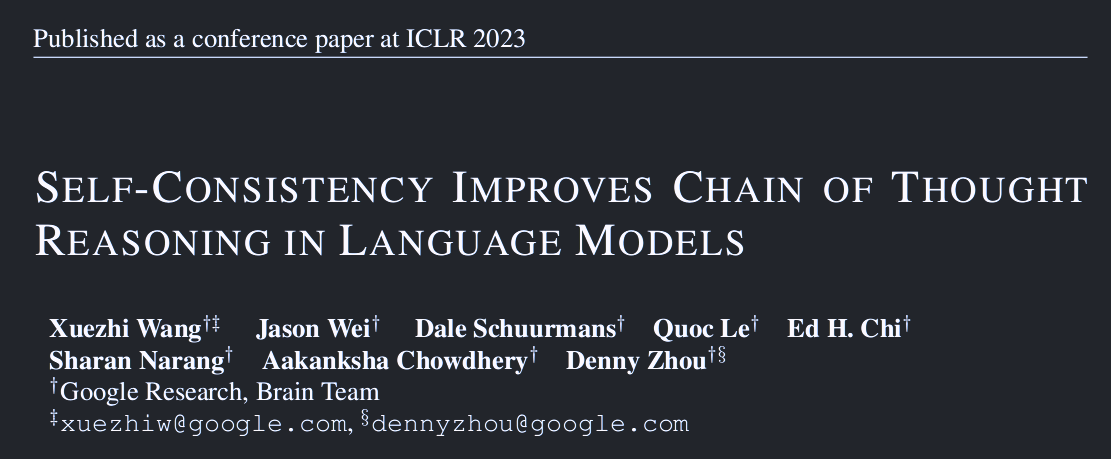 Published as a conference paper at ICLR 2023
SELF-CONSISTENCY IMPROVES CHAIN OF THOUGHT
REASONING IN LANGUAGE MODELS
Xuezhi Wang†‡ Jason Wei† Dale Schuurmans† Quoc Le† Ed H. Chi†
Sharan Narang† Aakanksha Chowdhery† Denny Zhou†§
†Google Research, Brain Team
‡xuezhiw@google.com, §dennyzhou@google.com